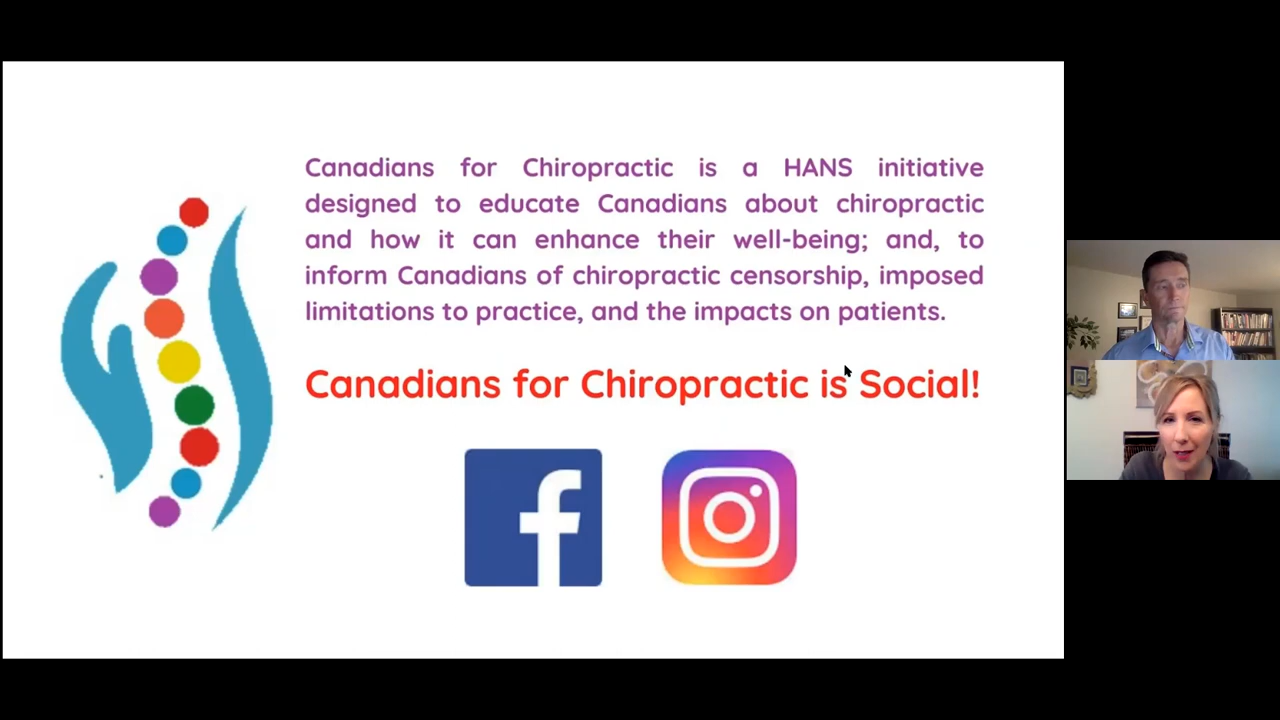 Canadians for Chiropractic is a HANS initiative
designed to educate Canadians about chiropractic
and how it can enhance their well-being; and, to
inform Canadians of chiropractic censorship, imposed
limitations to practice, and the impacts on patients.
Canadians for Chiropractic is Social!